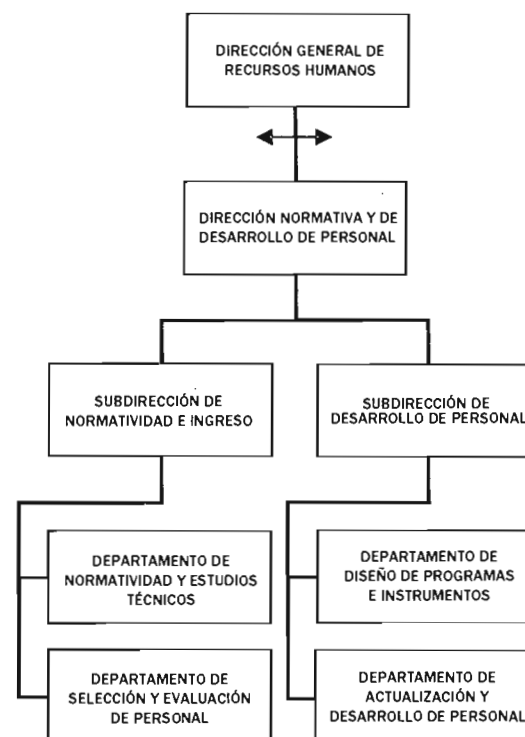 DIRECCIÓN GENERAL DE
RECURSOS HUMANOS
DIRECCIÓN NORMATIVA Y DE
DESARROLLO DE PERSONAL
SUBDIRECCIÓN DE
NORMATIVIDAD E INGRESO
SUBDIRECCIÓN DE
DESARROLLO DE PERSONAL
DEPARTAMENTO DE
NORMATIVIDAD Y ESTUDIOS
TÉCNICOS
DEPARTAMENTO DE
DISEÑO DE PROGRAMAS
E INSTRUMENTOS
DEPARTAMENTO DE
SELECCIÓN Y EVALUACIÓN
DE PERSONAL
DEPARTAMENTO DE
ACTUALIZACIÓN Y
DESARROLLO DE PERSONAL